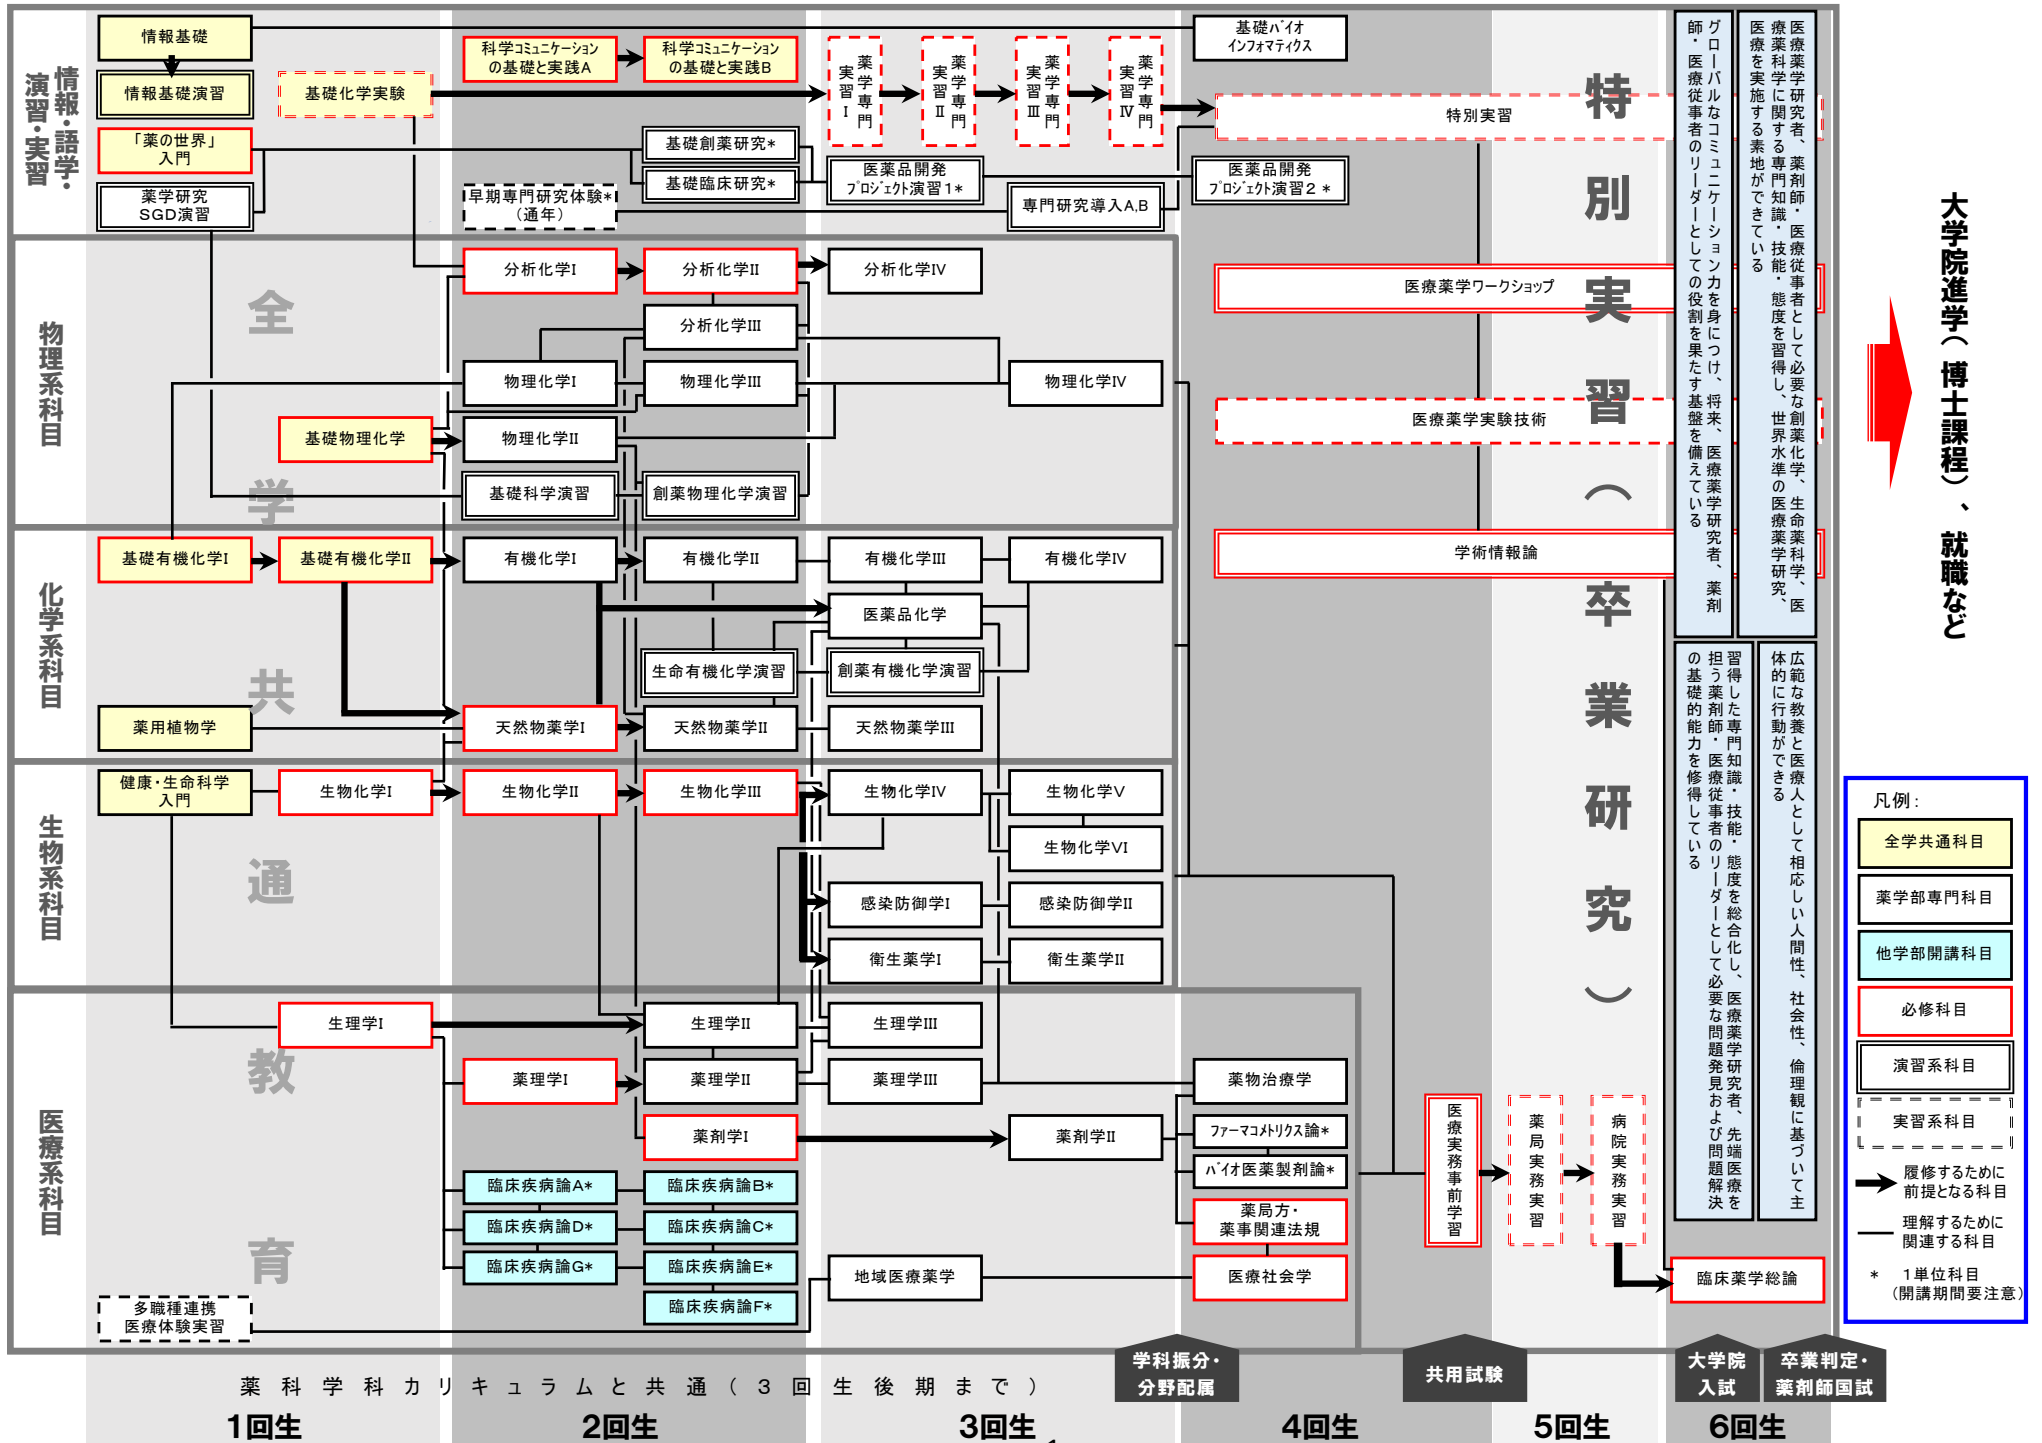 情報・語学・
演習・実習
物理系科目
化学系科目
生物系科目
医療系科目
全学共通教育
情報基礎
情報基礎演習
「薬の世界」
入門
薬学研究
SGD演習
基礎化学実験
科学コミュニケーション
の基礎と実践A
科学コミュニケーション
の基礎と実践B
基礎創薬研究*
基礎臨床研究*
早期専門研究体験*
(通年)
薬学専門
実習Ⅰ
薬学専門
実習Ⅱ
薬学専門
実習Ⅲ
薬学専門
実習Ⅳ
医薬品開発
プロジェクト演習1*
専門研究導入A,B
基礎バイオ
インフォマティクス
医薬品開発
プロジェクト演習2 *
特別実習
医療薬学ワークショップ
医療薬学実験技術
学術情報論
特別実習(卒業研究)
分析化学I
分析化学II
分析化学IV
分析化学III
物理化学I
物理化学III
物理化学IV
基礎物理化学
物理化学II
基礎科学演習
創薬物理化学演習
基礎有機化学I
基礎有機化学II
有機化学I
有機化学II
有機化学III
有機化学IV
医薬品化学
生命有機化学演習
創薬有機化学演習
薬用植物学
天然物薬学I
天然物薬学II
天然物薬学III
健康・生命科学
入門
生物化学I
生物化学II
生物化学III
生物化学IV
生物化学V
生物化学VI
感染防御学I
感染防御学II
衛生薬学I
衛生薬学II
生理学I
生理学II
生理学III
薬理学I
薬理学II
薬理学III
薬物治療学
薬剤学I
薬剤学II
ファーマコメトリクス論*
バイオ医薬製剤論*
薬局方・
薬事関連法規
臨床疾病論A*
臨床疾病論B*
臨床疾病論D*
臨床疾病論C*
臨床疾病論G*
臨床疾病論E*
臨床疾病論F*
地域医療薬学
医療社会学
多職種連携
医療体験実習
医療実務事前学習
薬局実務実習
病院実務実習
臨床薬学総論
医療薬学研究者、薬剤師・医療従事者として必要な創薬化学、生命薬科学、医
療薬科学に関する専門知識・技能・態度を習得し、世界水準の医療薬学研究、
医療を実施する素地ができている
グローバルなコミュニケーション力を身につけ、将来、医療薬学研究者、薬剤
師・医療従事者のリーダーとしての役割を果たす基盤を備えている
広範な教養と医療人として相応しい人間性、社会性、倫理観に基づいて主
体的に行動ができる
習得した専門知識・技能・態度を総合化し、医療薬学研究者、先端医療を
担う薬剤師・医療従事者のリーダーとして必要な問題発見および問題解決
の基礎的能力を修得している
大学院進学(博士課程)、就職など
凡例:
全学共通科目
薬学部専門科目
他学部開講科目
必修科目
演習系科目
実習系科目
履修するために
前提となる科目
理解するために
関連する科目
* 1単位科目
(開講期間要注意)
学科振分・
分野配属
共用試験
大学院
入試
卒業判定・
薬剤師国試
薬科学科カリキュラムと共通(3回生後期まで)
1回生
2回生
3回生
4回生
5回生
6回生